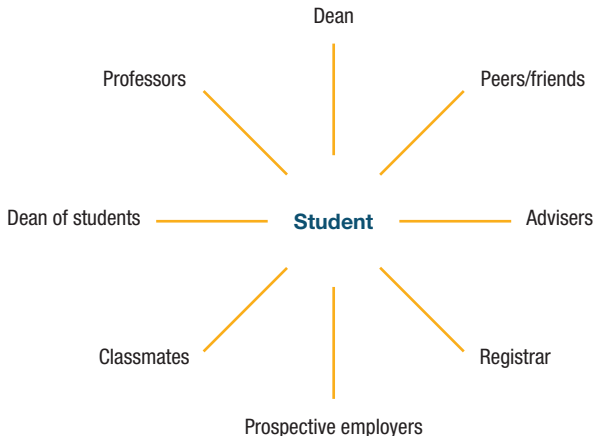 Dean
Professors
Peers/friends
Dean of students
Student
Advisers
Classmates
Registrar
Prospective employers